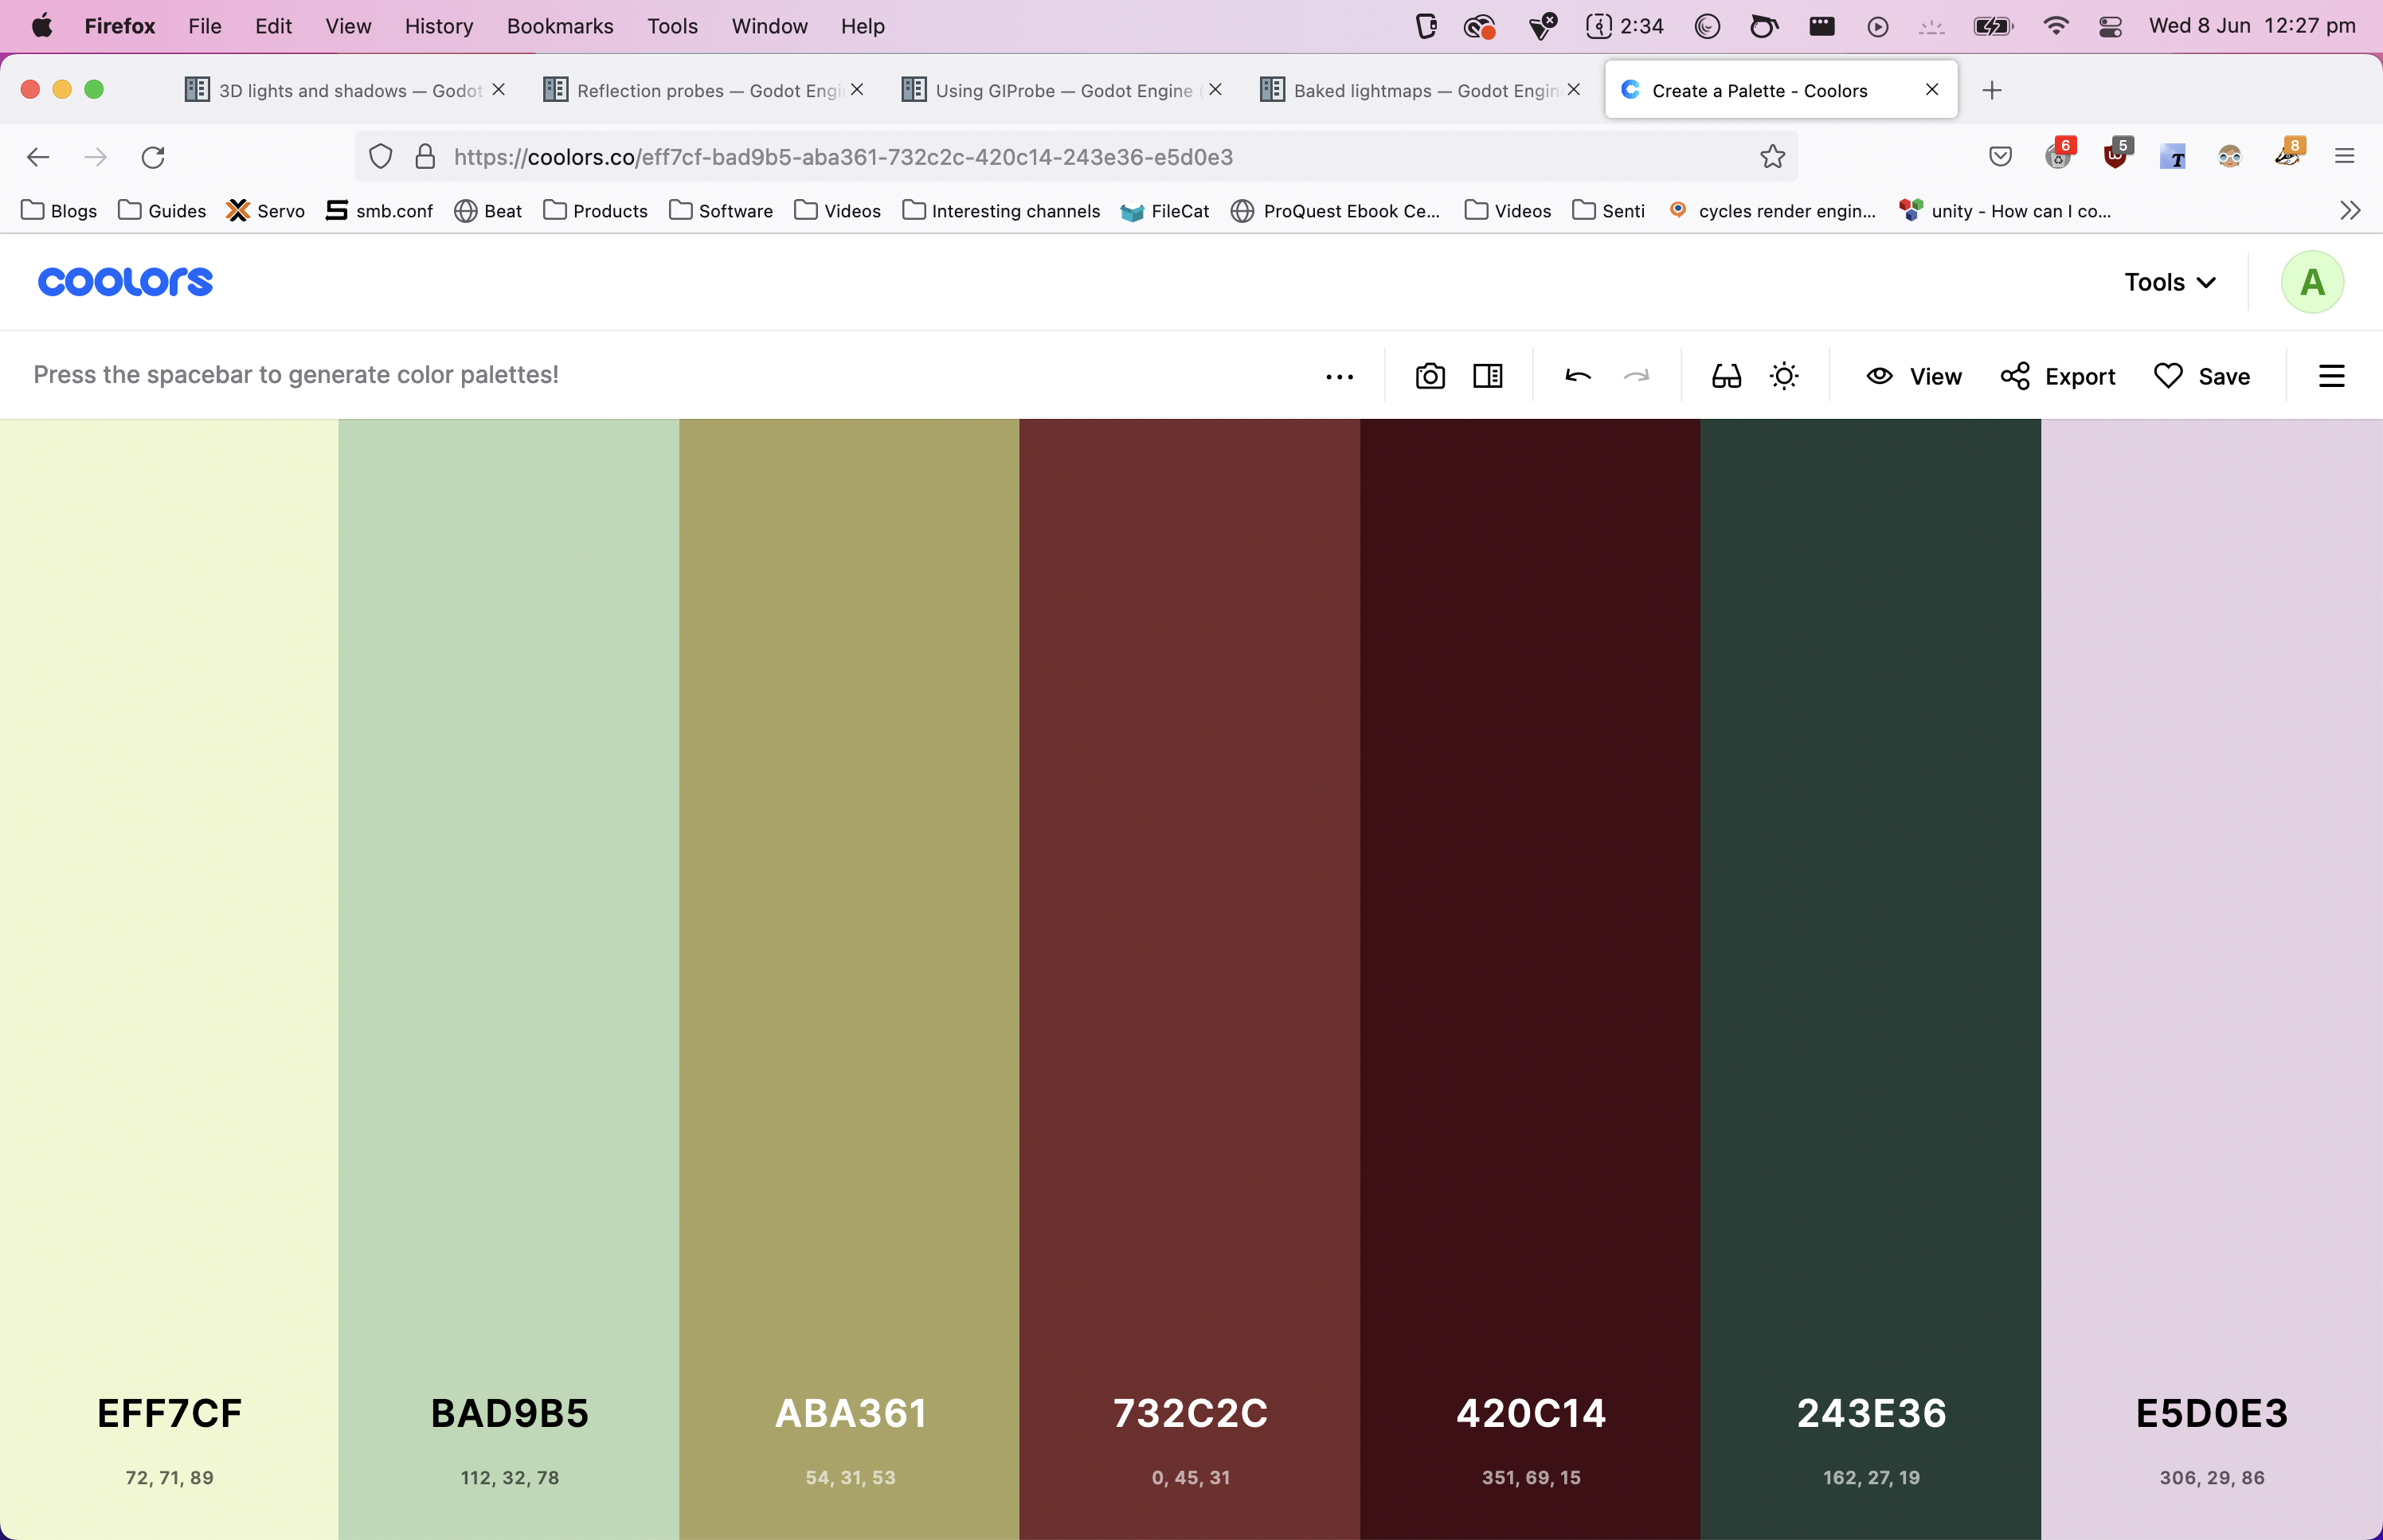 Firefox File Edit View History Bookmarks Tools Window Help 2:34 Wed 8 Jun 12:27 pm
3D lights and shadows — Godot Reflection probes — Godot Engi Using GIProbe — Godot Engine ( Baked lightmaps — Godot Engin Create a Palette - Coolors
https://coolors.co/eff7cf-bad9b5-aba361-732c2c-420c14-243e36-e5d0e3 6 5 T 8
Blogs Guides Servo smb.conf Beat Products Software Videos Interesting channels FileCat ProQuest Ebook Ce... Videos Senti cycles render engin... unity - How can I co...
coolors Tools A
Press the spacebar to generate color palettes! View Export Save
EFF7CF BAD9B5 ABA361 732C2C 420C14 243E36 E5D0E3
72, 71, 89 112, 32, 78 54, 31, 53 0, 45, 31 351, 69, 15 162, 27, 19 306, 29, 86